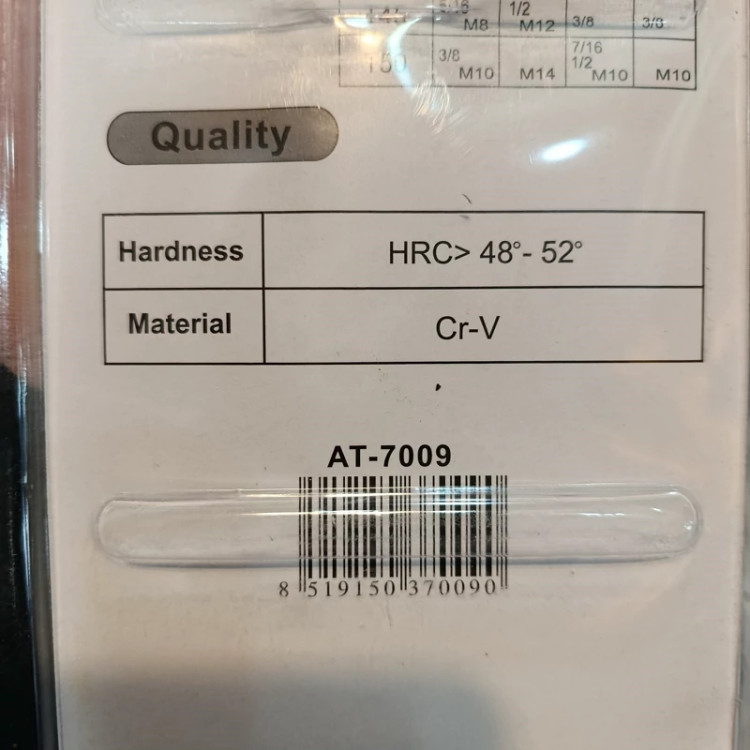 1/2
M8 M12 3/8 3/8
150 3/8 M10 M14 7/16 1/2 M10 M10
Quality
Hardness HRC> 48°- 52°
Material Cr-V
AT-7009
8 519150 370090